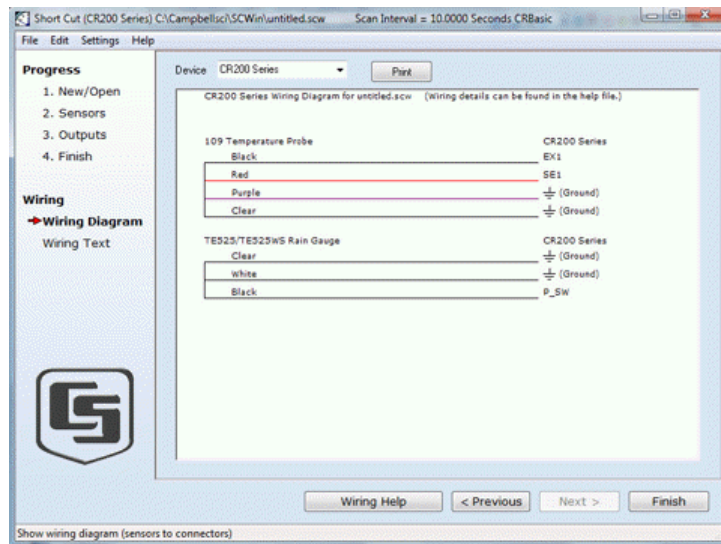 Short Cut (CR200 Series) C:\Campbellsci\SCWin\untitled.scw Scan Interval = 10.0000 Seconds CRBasic
File Edit Settings Help
Progress
1. New/Open
2. Sensors
3. Outputs
4. Finish
Wiring
Wiring Diagram
Wiring Text
Device CR200 Series Print
CR200 Series Wiring Diagram for untitled.scw (Wiring details can be found in the help file.)
109 Temperature Probe CR200 Series
Black EX1
Red SE1
Purple (Ground)
Clear (Ground)
TE525/TE525WS Rain Gauge CR200 Series
Clear (Ground)
White (Ground)
Black P_SW
CS
Wiring Help < Previous Next > Finish
Show wiring diagram (sensors to connectors)